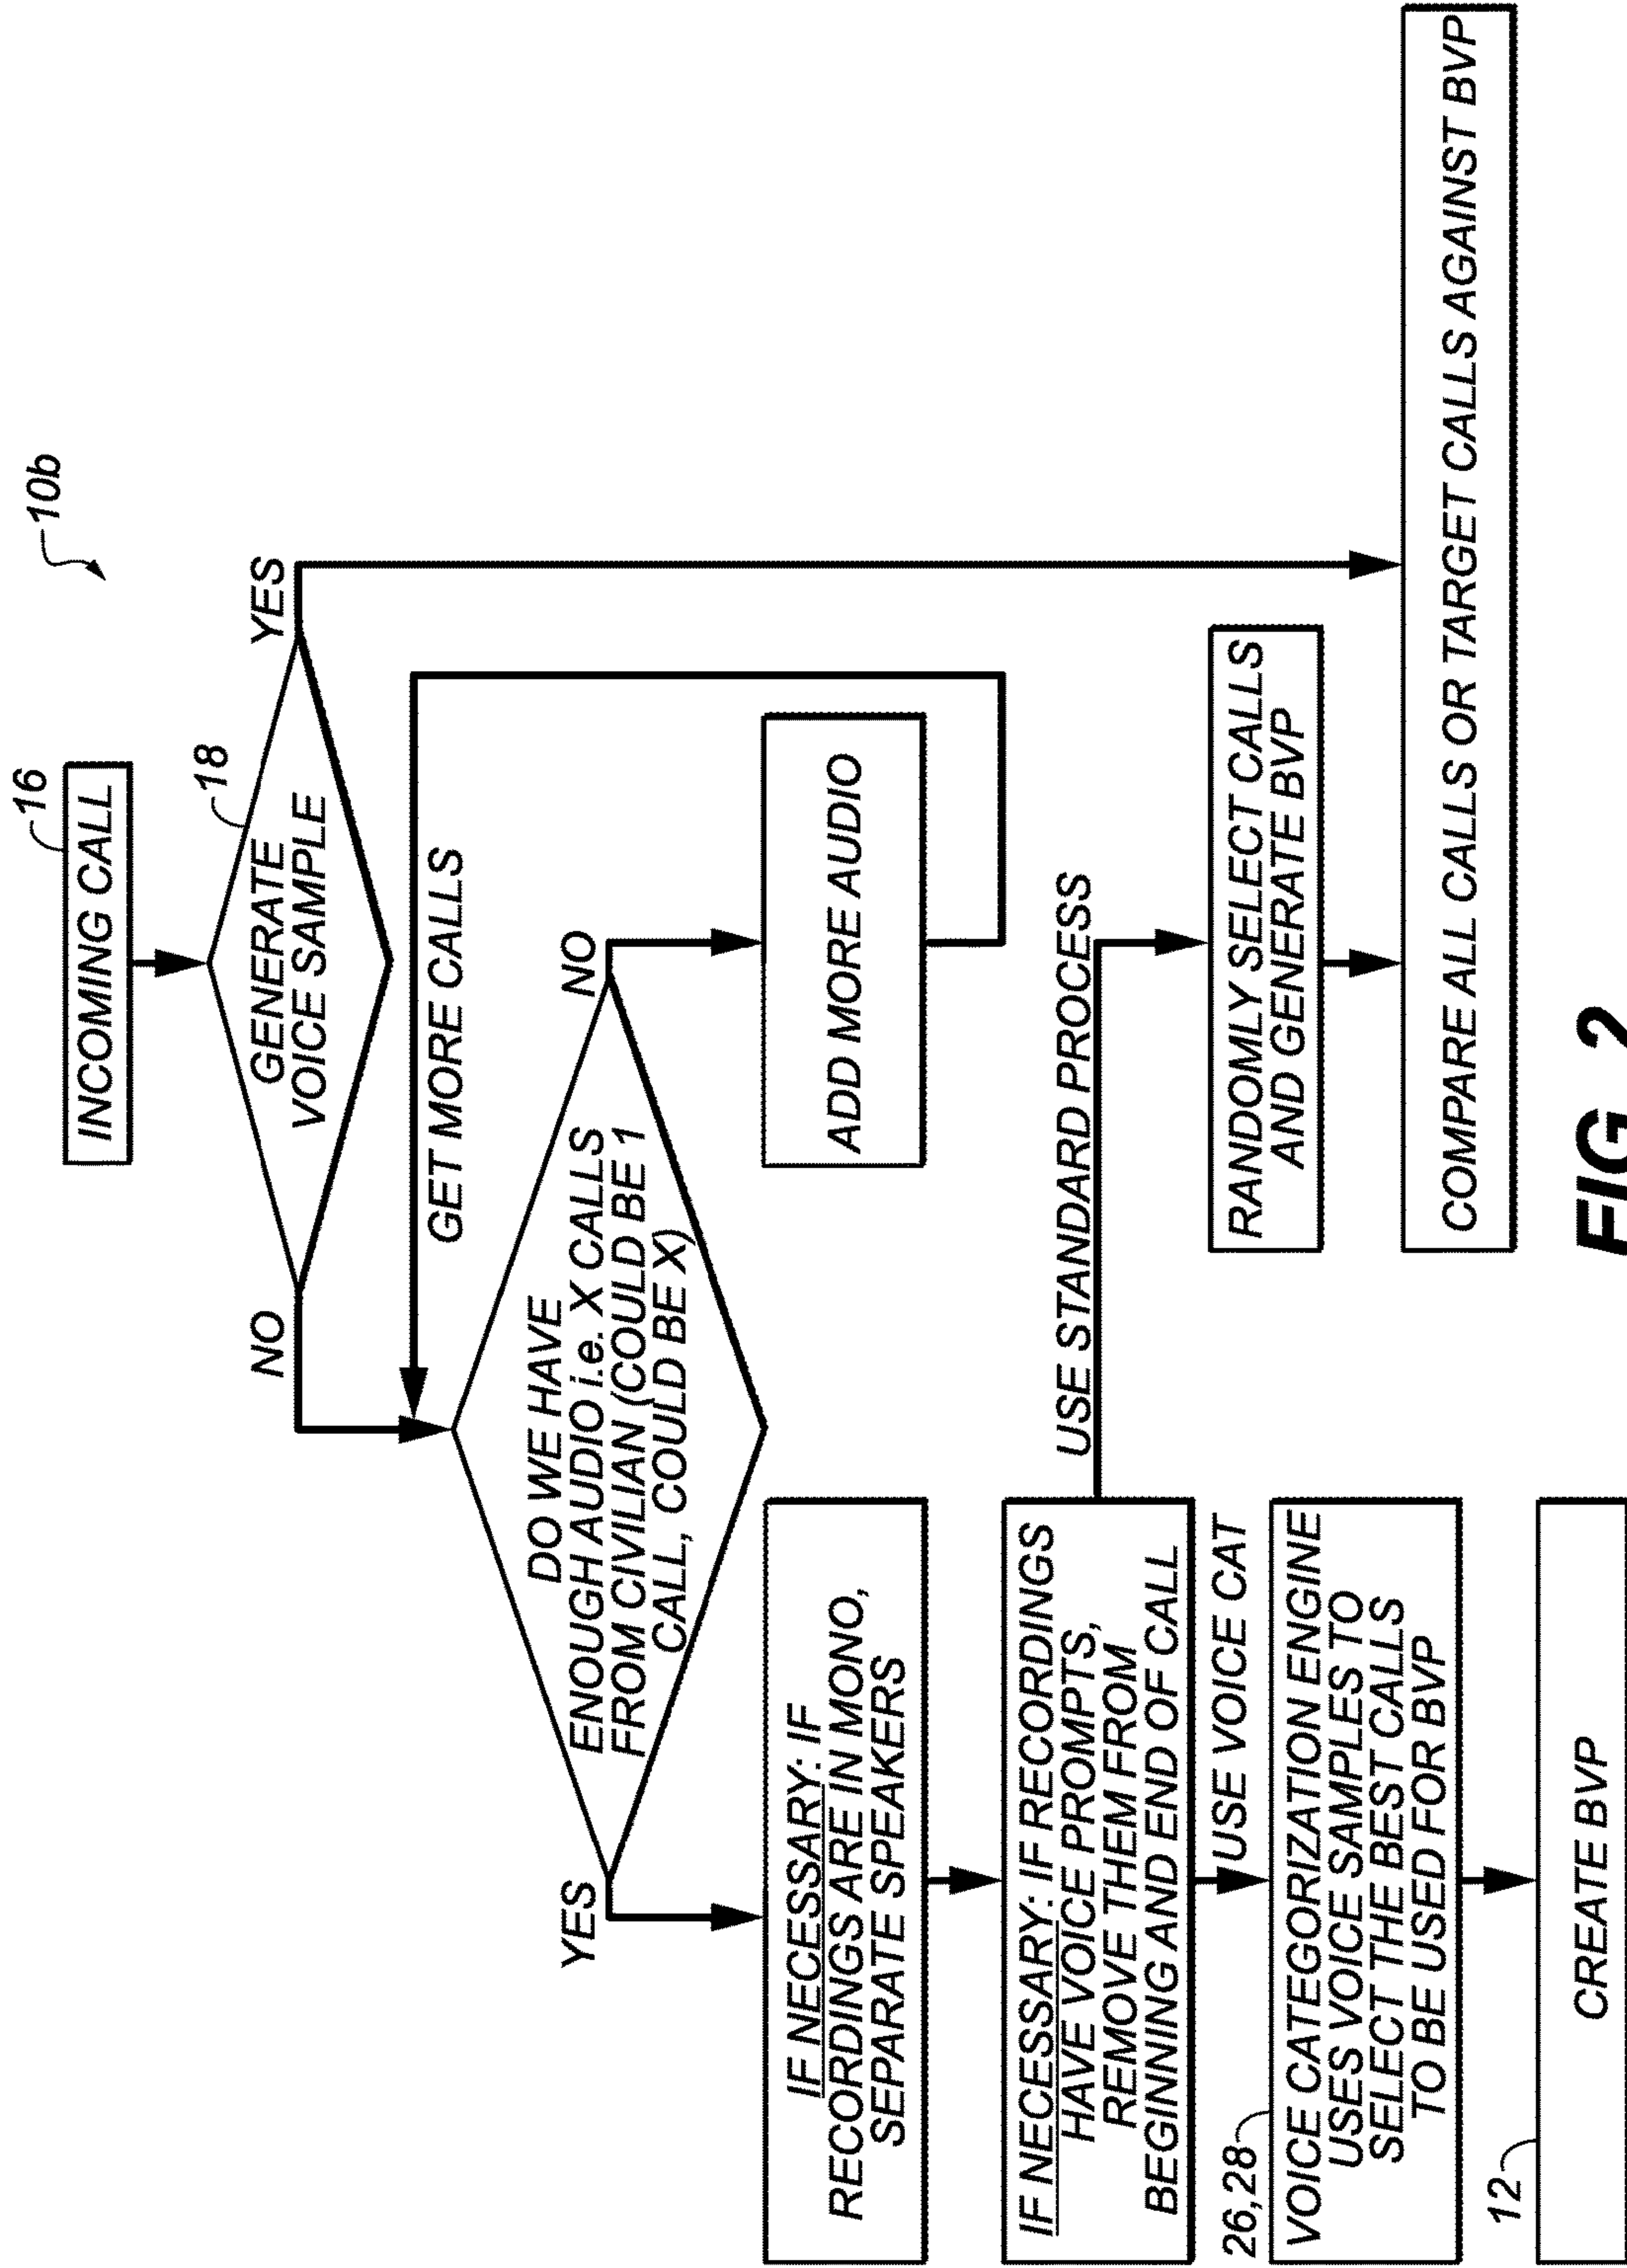 10b
16
INCOMING CALL
18
GENERATE
VOICE SAMPLE
YES
NO
GET MORE CALLS
DO WE HAVE
ENOUGH AUDIO i.e. X CALLS
FROM CIVILIAN (COULD BE 1
CALL, COULD BE X)
YES
NO
IF NECESSARY: IF
RECORDINGS ARE IN MONO,
SEPARATE SPEAKERS
ADD MORE AUDIO
IF NECESSARY: IF RECORDINGS
HAVE VOICE PROMPTS,
REMOVE THEM FROM
BEGINNING AND END OF CALL
USE STANDARD PROCESS
USE VOICE CAT
26,28
VOICE CATEGORIZATION ENGINE
USES VOICE SAMPLES TO
SELECT THE BEST CALLS
TO BE USED FOR BVP
RANDOMLY SELECT CALLS
AND GENERATE BVP
12
CREATE BVP
COMPARE ALL CALLS OR TARGET CALLS AGAINST BVP
FIG. 2